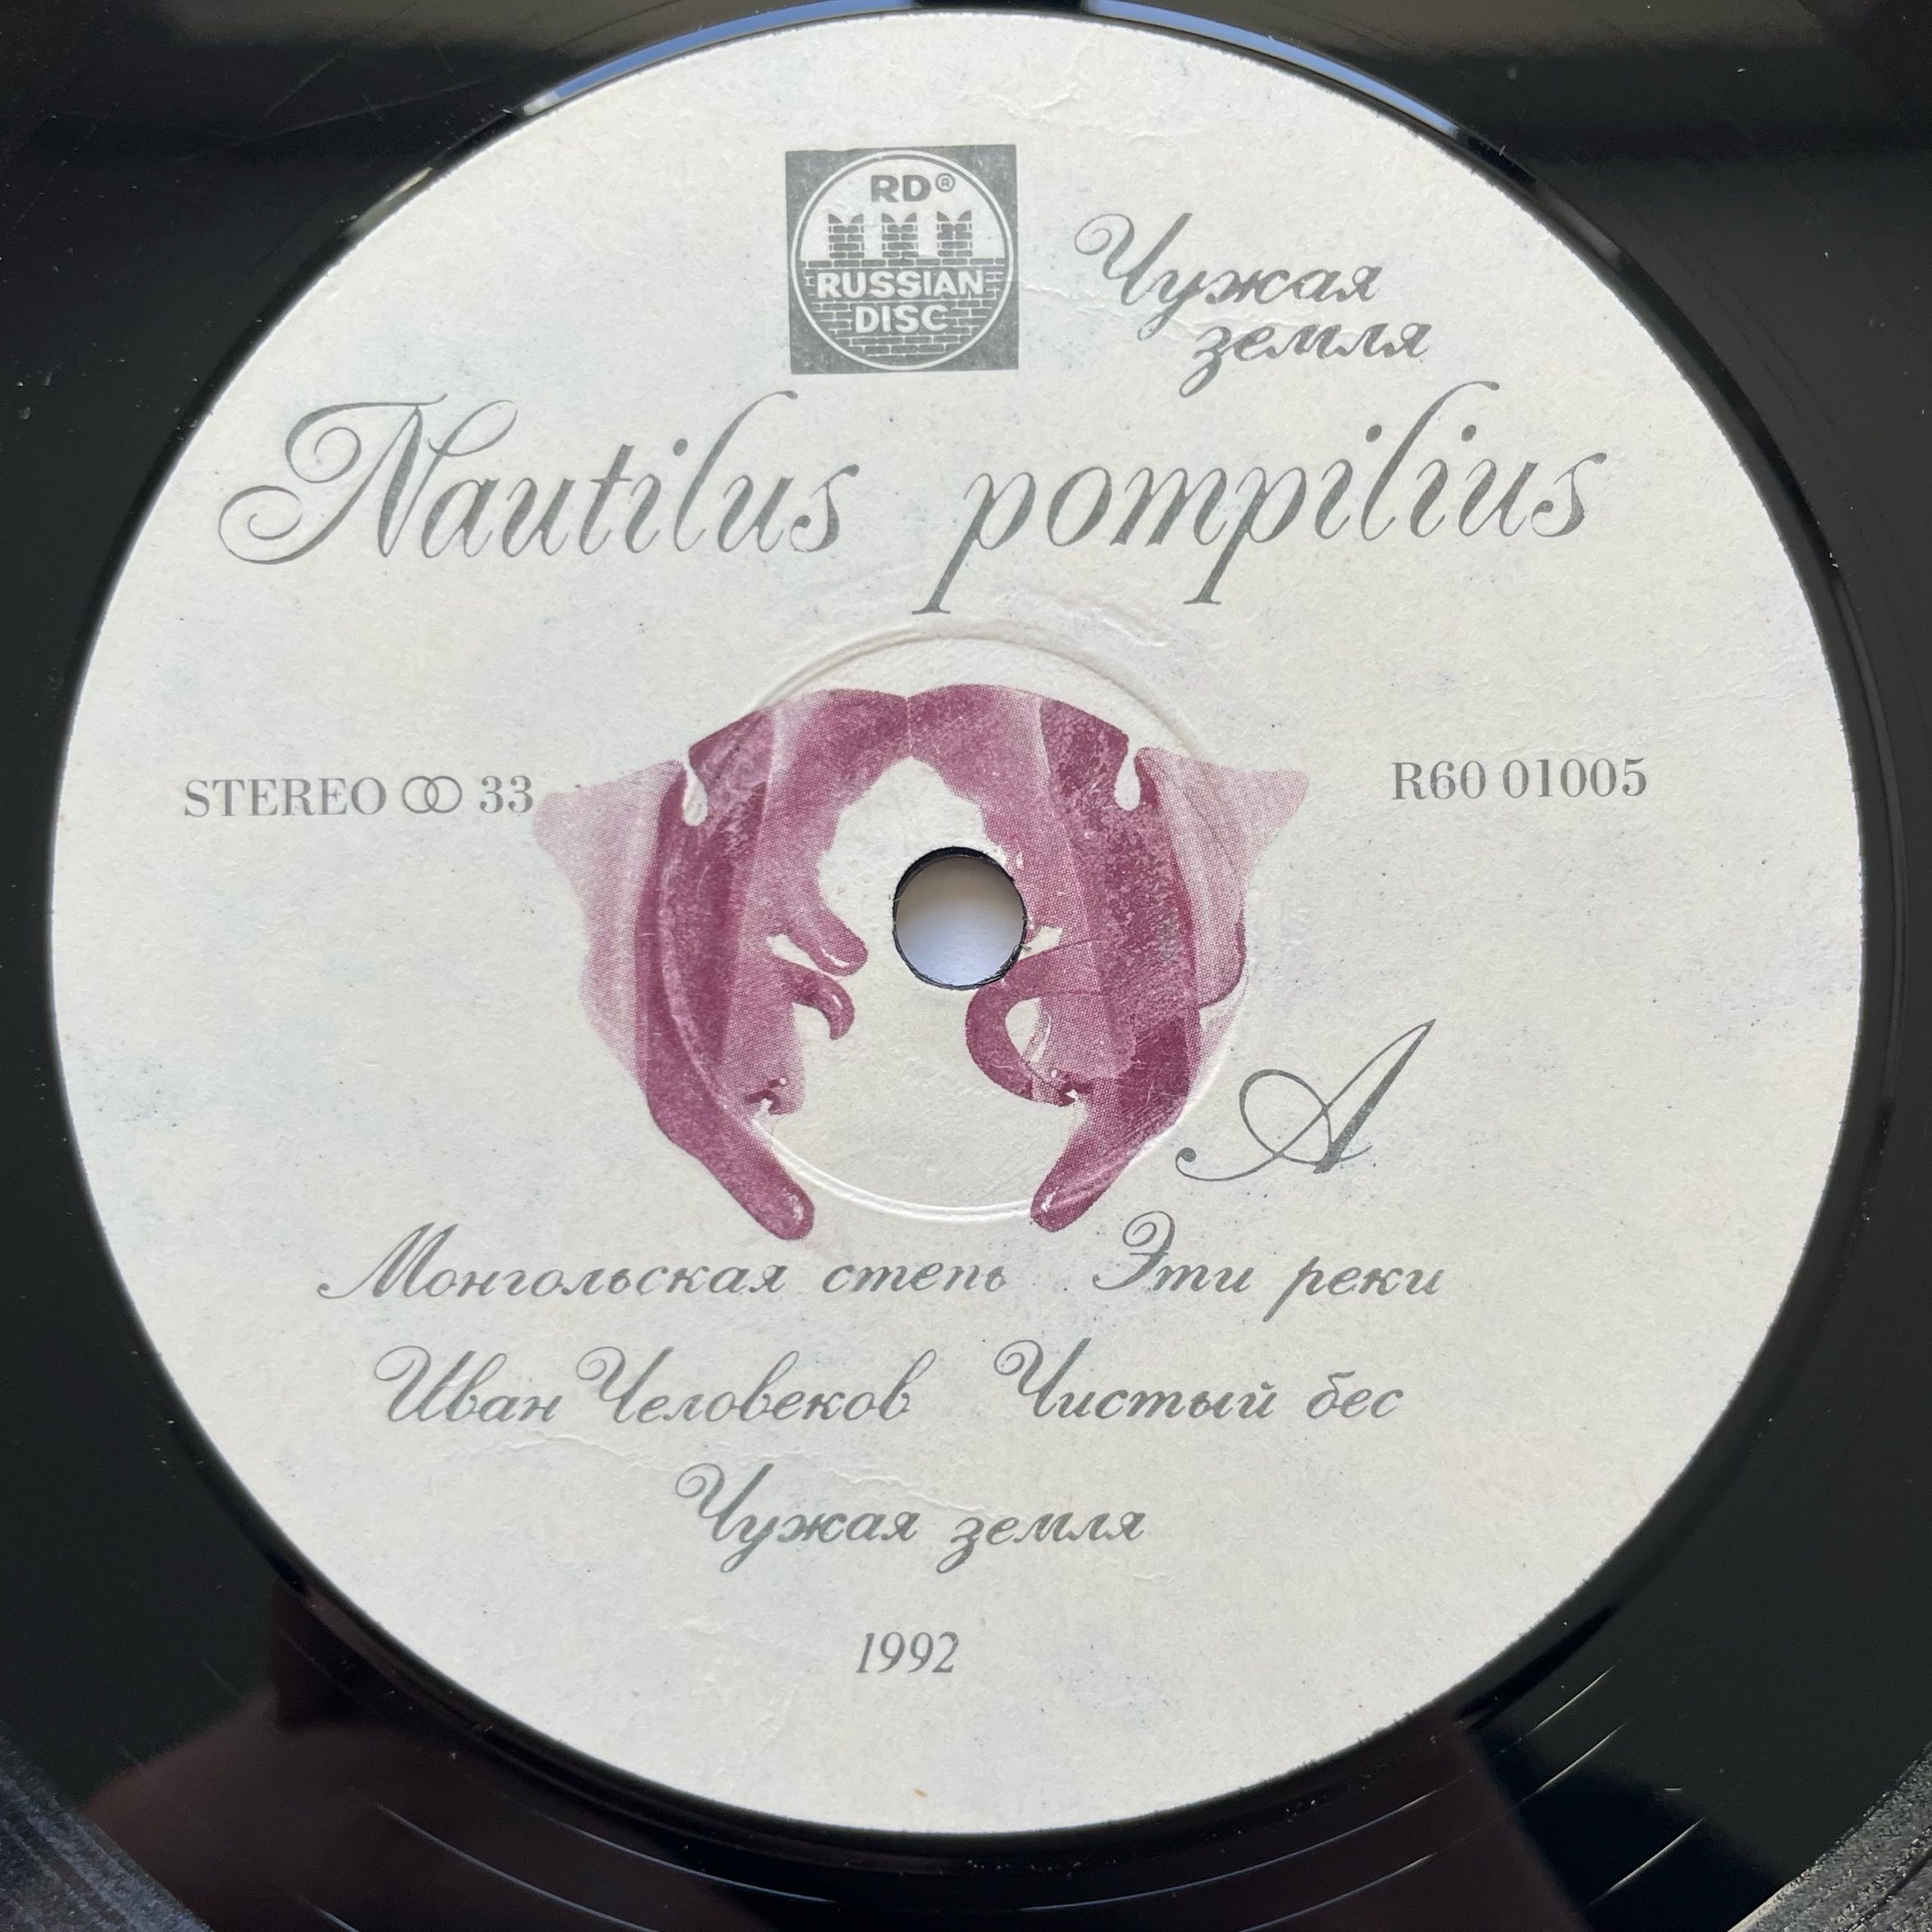 RD®
RUSSIAN
DISC
Чужая
земля
Nautilus pompilius
STEREO ꝏ 33
R60 01005
A
Монгольская степь Эти реки
Иван Человеков Чистый бес
Чужая земля
1992